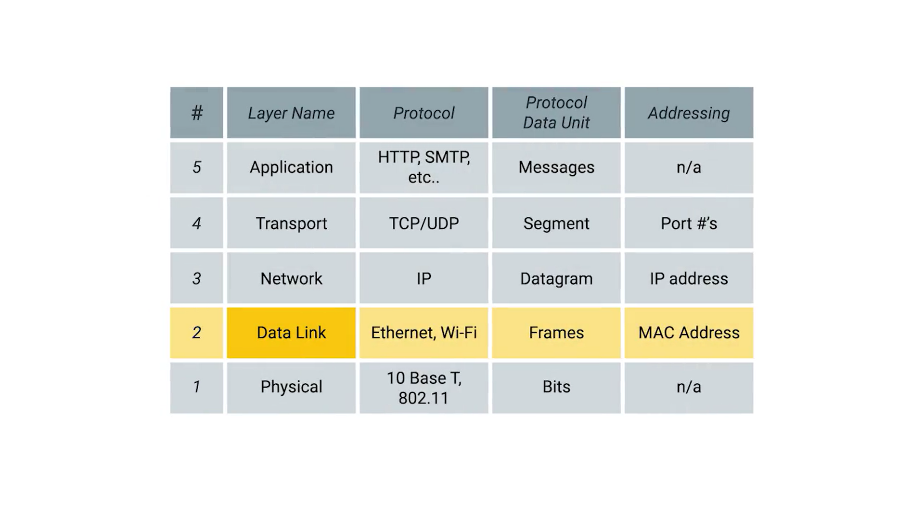 # Layer Name Protocol Protocol Data Unit Addressing
5 Application HTTP, SMTP, etc.. Messages n/a
4 Transport TCP/UDP Segment Port #'s
3 Network IP Datagram IP address
2 Data Link Ethernet, Wi-Fi Frames MAC Address
1 Physical 10 Base T, 802.11 Bits n/a